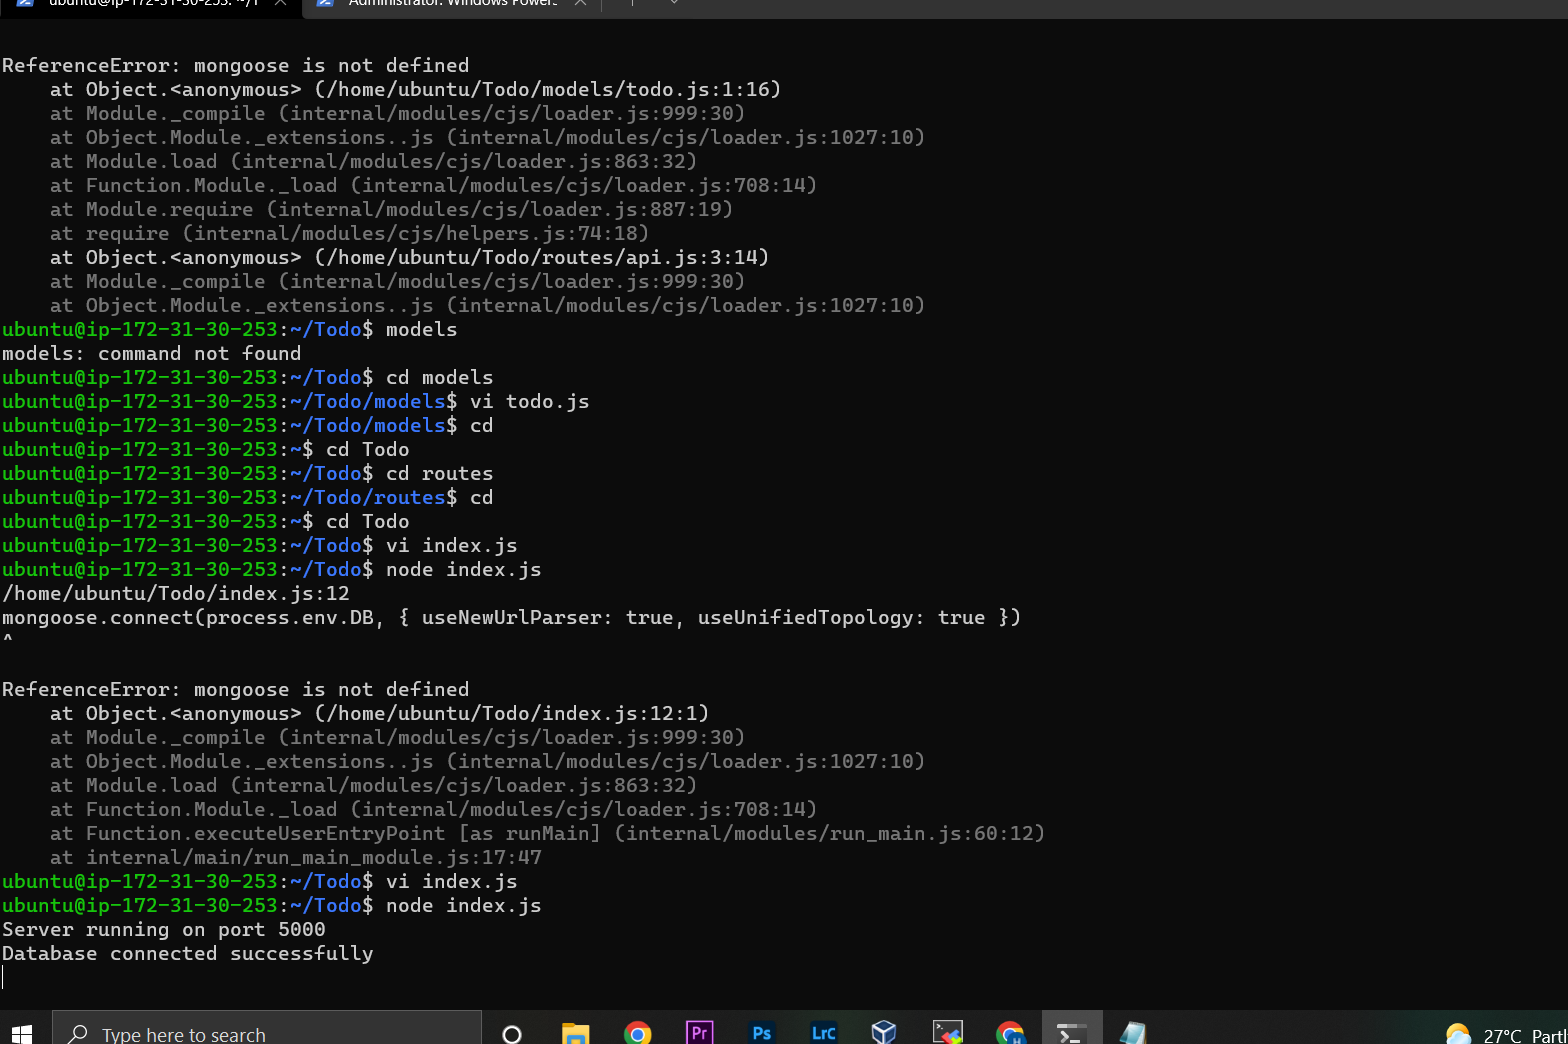 ubuntu@ip-172-31-30-253: ~/T
Administrator: Windows Power
ReferenceError: mongoose is not defined
    at Object.<anonymous> (/home/ubuntu/Todo/models/todo.js:1:16)
    at Module._compile (internal/modules/cjs/loader.js:999:30)
    at Object.Module._extensions..js (internal/modules/cjs/loader.js:1027:10)
    at Module.load (internal/modules/cjs/loader.js:863:32)
    at Function.Module._load (internal/modules/cjs/loader.js:708:14)
    at Module.require (internal/modules/cjs/loader.js:887:19)
    at require (internal/modules/cjs/helpers.js:74:18)
    at Object.<anonymous> (/home/ubuntu/Todo/routes/api.js:3:14)
    at Module._compile (internal/modules/cjs/loader.js:999:30)
    at Object.Module._extensions..js (internal/modules/cjs/loader.js:1027:10)
ubuntu@ip-172-31-30-253:~/Todo$ models
models: command not found
ubuntu@ip-172-31-30-253:~/Todo$ cd models
ubuntu@ip-172-31-30-253:~/Todo/models$ vi todo.js
ubuntu@ip-172-31-30-253:~/Todo/models$ cd
ubuntu@ip-172-31-30-253:~$ cd Todo
ubuntu@ip-172-31-30-253:~/Todo$ cd routes
ubuntu@ip-172-31-30-253:~/Todo/routes$ cd
ubuntu@ip-172-31-30-253:~$ cd Todo
ubuntu@ip-172-31-30-253:~/Todo$ vi index.js
ubuntu@ip-172-31-30-253:~/Todo$ node index.js
/home/ubuntu/Todo/index.js:12
mongoose.connect(process.env.DB, { useNewUrlParser: true, useUnifiedTopology: true })
^
ReferenceError: mongoose is not defined
    at Object.<anonymous> (/home/ubuntu/Todo/index.js:12:1)
    at Module._compile (internal/modules/cjs/loader.js:999:30)
    at Object.Module._extensions..js (internal/modules/cjs/loader.js:1027:10)
    at Module.load (internal/modules/cjs/loader.js:863:32)
    at Function.Module._load (internal/modules/cjs/loader.js:708:14)
    at Function.executeUserEntryPoint [as runMain] (internal/modules/run_main.js:60:12)
    at internal/main/run_main_module.js:17:47
ubuntu@ip-172-31-30-253:~/Todo$ vi index.js
ubuntu@ip-172-31-30-253:~/Todo$ node index.js
Server running on port 5000
Database connected successfully
Type here to search
Pr
Ps
LrC
H
27°C Partl